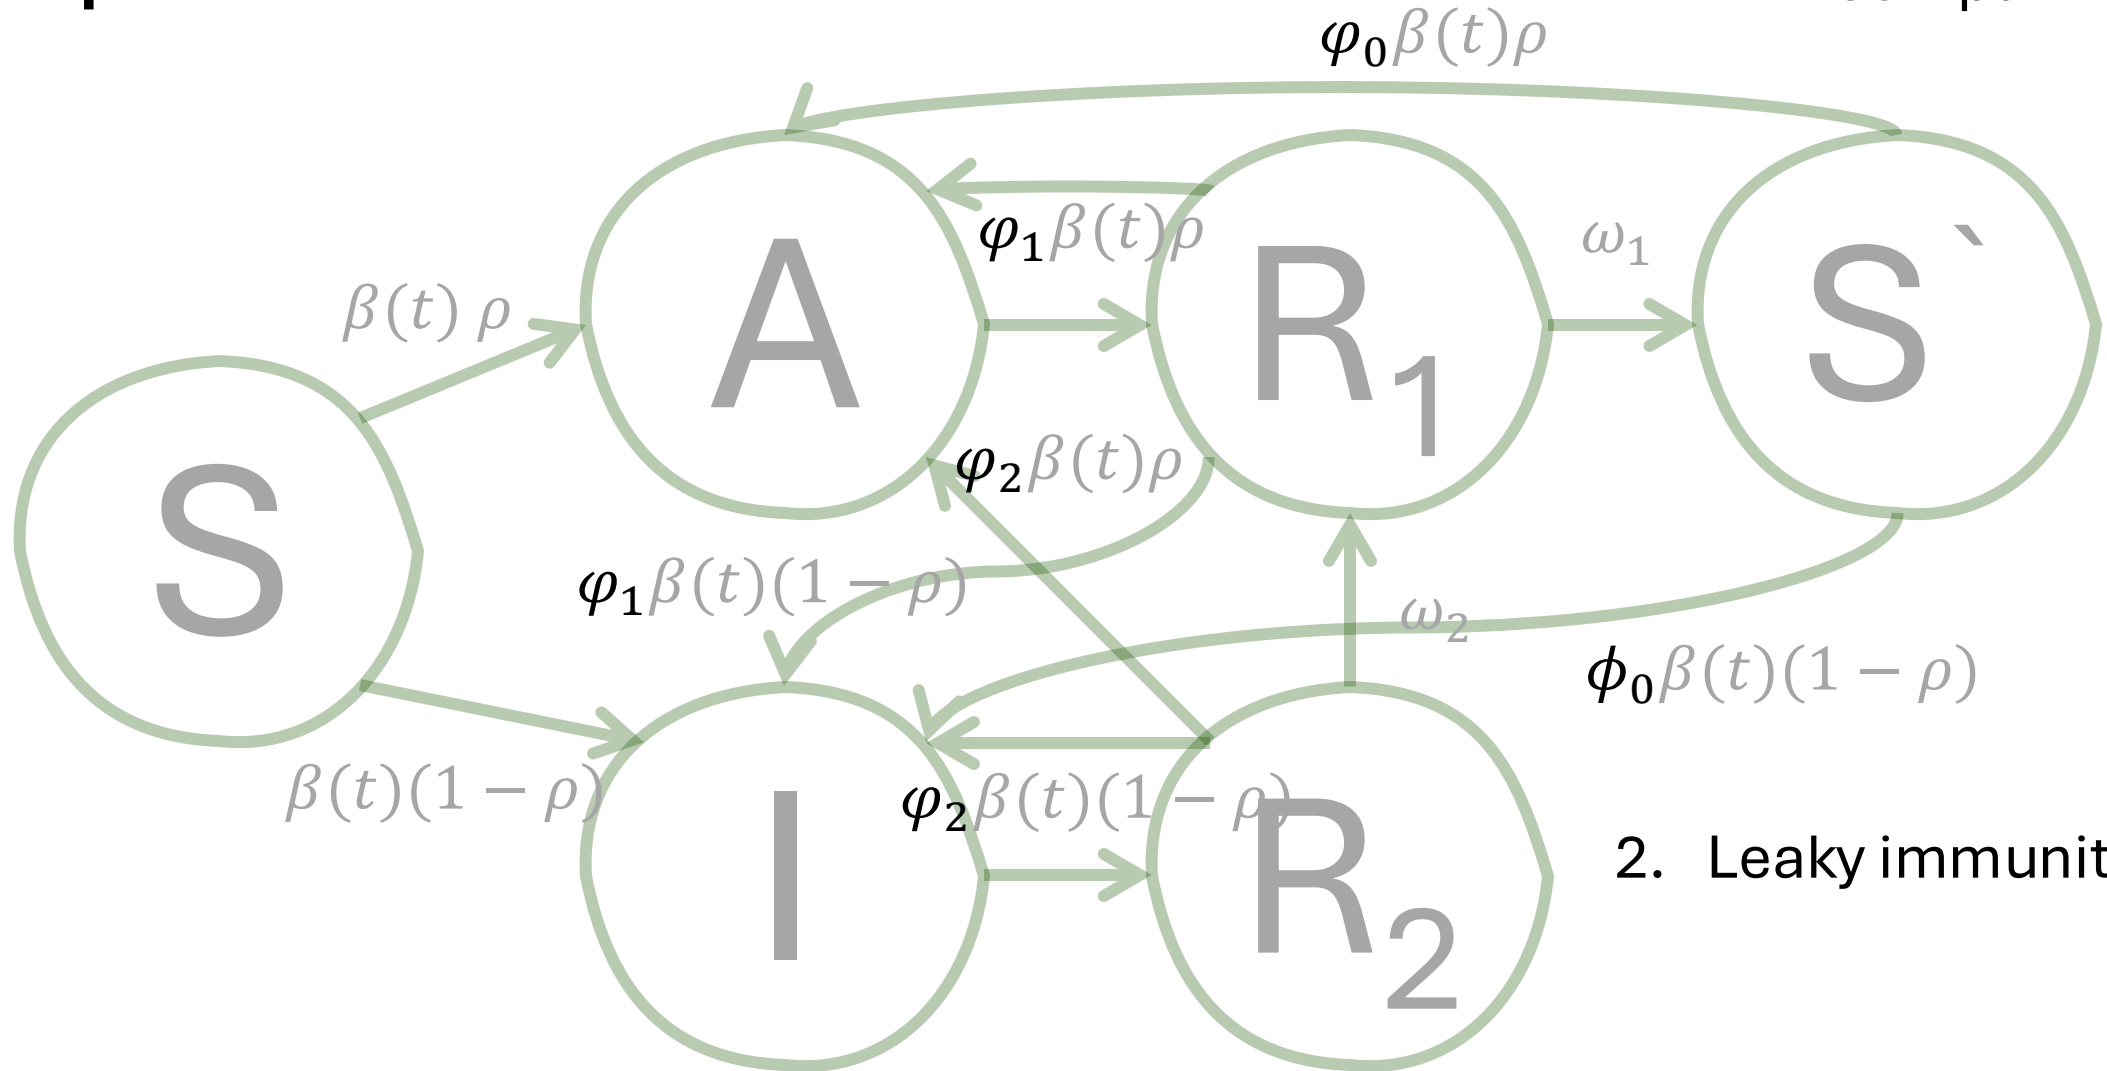 φ₀β(t)ρ
φ₁β(t)ρ
ω₁
β(t) ρ
A
R₁
S`
φ₂β(t)ρ
S
φ₁β(t)(1 − ρ)
ω₂
ϕ₀β(t)(1 − ρ)
β(t)(1 − ρ)
φ₂β(t)(1 − ρ)
I
R₂
2. Leaky immunit